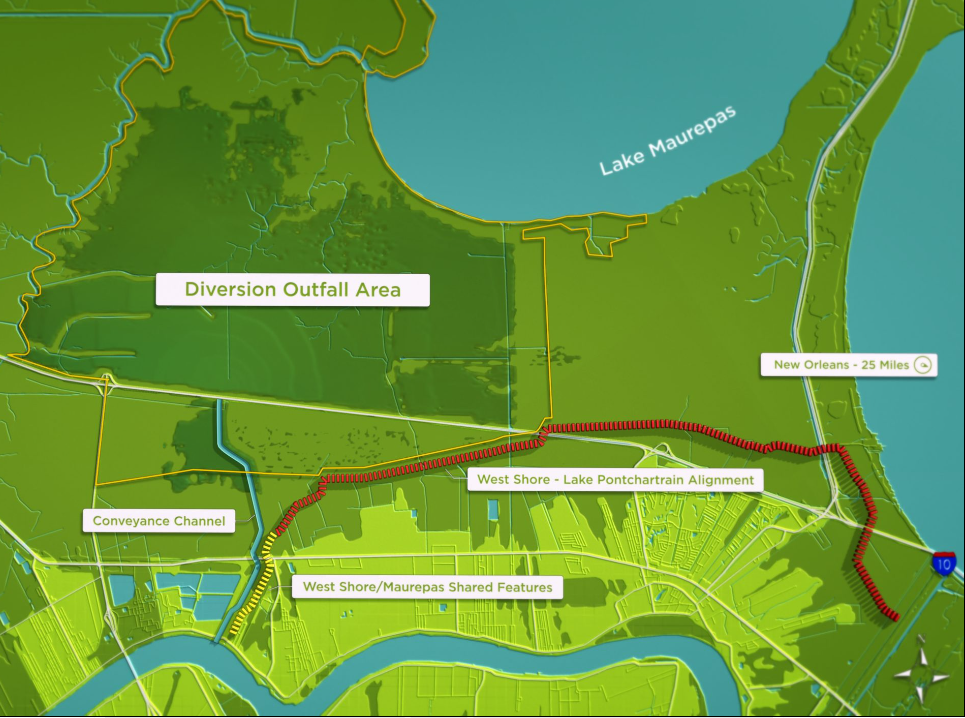 Lake Maurepas
Diversion Outfall Area
New Orleans - 25 Miles
West Shore - Lake Pontchartrain Alignment
Conveyance Channel
10
West Shore/Maurepas Shared Features